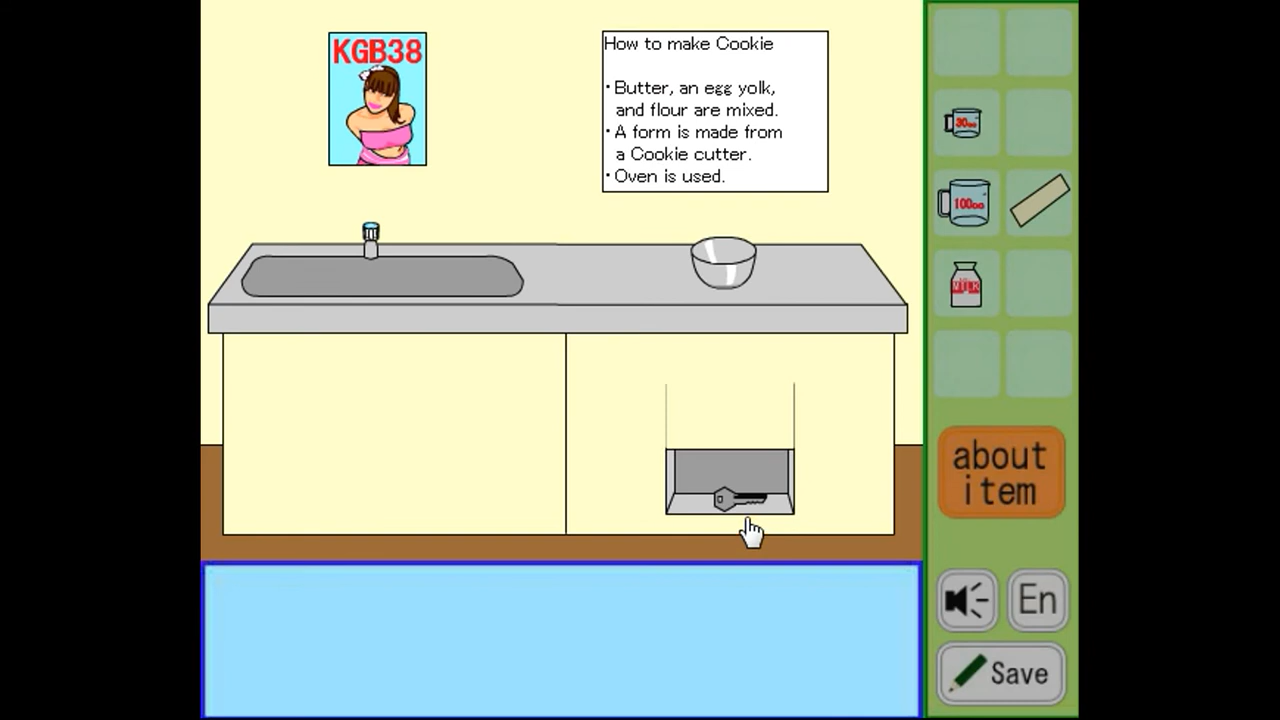 KGB38
How to make Cookie
・Butter, an egg yolk,
and flour are mixed.
・A form is made from
a Cookie cutter.
・Oven is used.
30cc
100cc
MILK
about
item
En
Save